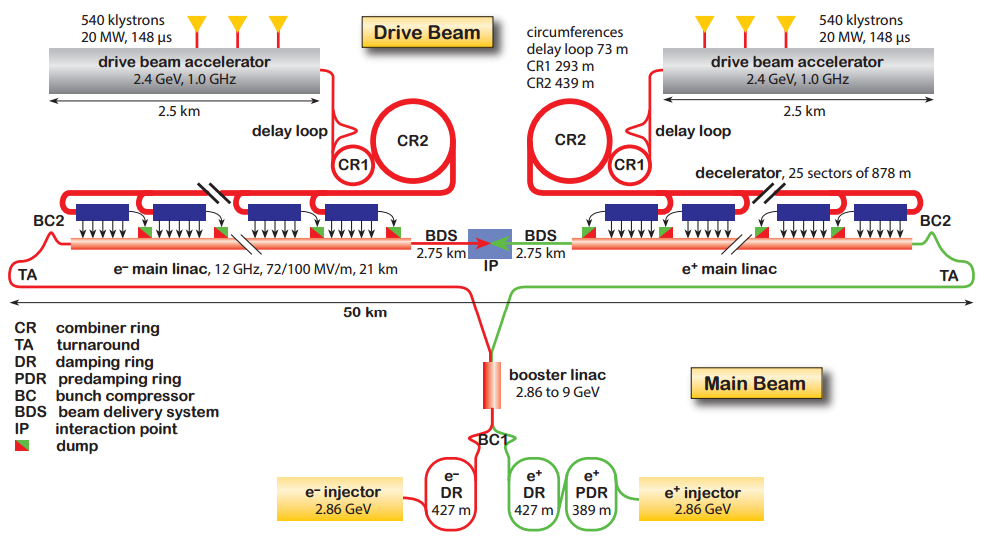 540 klystrons
20 MW, 148 µs
drive beam accelerator
2.4 GeV, 1.0 GHz
2.5 km
delay loop
CR1
CR2
Drive Beam
circumferences
delay loop 73 m
CR1 293 m
CR2 439 m
540 klystrons
20 MW, 148 µs
drive beam accelerator
2.4 GeV, 1.0 GHz
2.5 km
delay loop
CR2
CR1
decelerator, 25 sectors of 878 m
BC2
BDS
2.75 km
IP
BDS
2.75 km
BC2
TA
e– main linac, 12 GHz, 72/100 MV/m, 21 km
e+ main linac
TA
50 km
CR combiner ring
TA turnaround
DR damping ring
PDR predamping ring
BC bunch compressor
BDS beam delivery system
IP interaction point
dump
booster linac
2.86 to 9 GeV
Main Beam
BC1
e– injector
2.86 GeV
e–
DR
427 m
e+
DR
427 m
e+
PDR
389 m
e+ injector
2.86 GeV